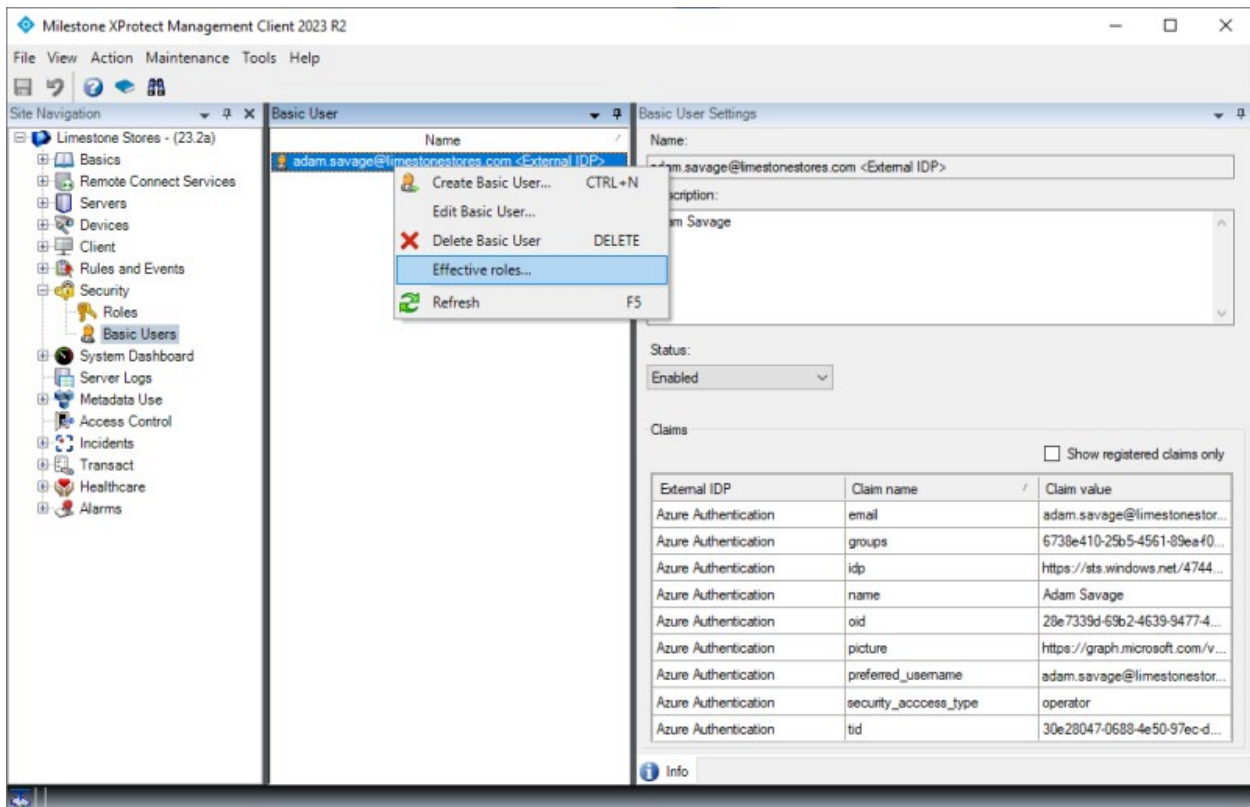 Milestone XProtect Management Client 2023 R2
File View Action Maintenance Tools Help
Site Navigation
Limestone Stores - (23.2a)
Basics
Remote Connect Services
Servers
Devices
Client
Rules and Events
Security
Roles
Basic Users
System Dashboard
Server Logs
Metadata Use
Access Control
Incidents
Transact
Healthcare
Alarms
Basic User
Name
adam.savage@limestonestores.com <External IDP>
Create Basic User... CTRL+N
Edit Basic User...
Delete Basic User DELETE
Effective roles...
Refresh F5
Basic User Settings
Name:
adam.savage@limestonestores.com <External IDP>
scription:
am Savage
Status:
Enabled
Claims
Show registered claims only
External IDP Claim name Claim value
Azure Authentication email adam.savage@limestonestor...
Azure Authentication groups 6738e410-25b5-4561-89ea-f0...
Azure Authentication idp https://sts.windows.net/4744...
Azure Authentication name Adam Savage
Azure Authentication oid 28e7339d-69b2-4639-9477-4...
Azure Authentication picture https://graph.microsoft.com/v...
Azure Authentication preferred_username adam.savage@limestonestor...
Azure Authentication security_acccess_type operator
Azure Authentication tid 30e28047-0688-4e50-97ec-d...
Info